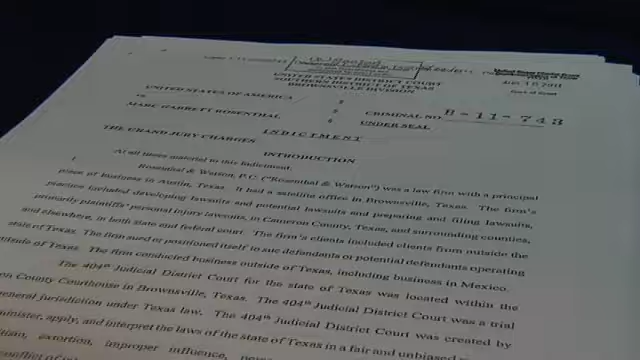 Unsealed
UNITED STATES DISTRICT COURT
SOUTHERN DISTRICT OF TEXAS
BROWNSVILLE DIVISION
UNITED STATES OF AMERICA
vs.
MARC GARRETT ROSENTHAL
§
§
§
CRIMINAL NO. B-11-743
UNDER SEAL
INDICTMENT
THE GRAND JURY CHARGES
INTRODUCTION
At all times material to this Indictment:
1. Rosenthal & Watson, P.C. ("Rosenthal & Watson") was a law firm with a principal
place of business in Austin, Texas. It had a satellite office in Brownsville, Texas. The firm's
practice included developing lawsuits and potential lawsuits and preparing and filing lawsuits,
primarily plaintiffs' personal injury lawsuits, in Cameron County, Texas, and surrounding counties,
and elsewhere, in both state and federal court. The firm's clients included clients from outside the
state of Texas. The firm sued or positioned itself to sue defendants or potential defendants operating
outside of Texas. The firm conducted business outside of Texas, including business in Mexico.
The 404th Judicial District Court for the state of Texas was located within the
on County Courthouse in Brownsville, Texas. The 404th Judicial District Court was a trial
general jurisdiction under Texas law. The 404th Judicial District Court was created by
minister, apply, and interpret the laws of the state of Texas in a fair and unbiased
extortion, improper influence,
conflict of